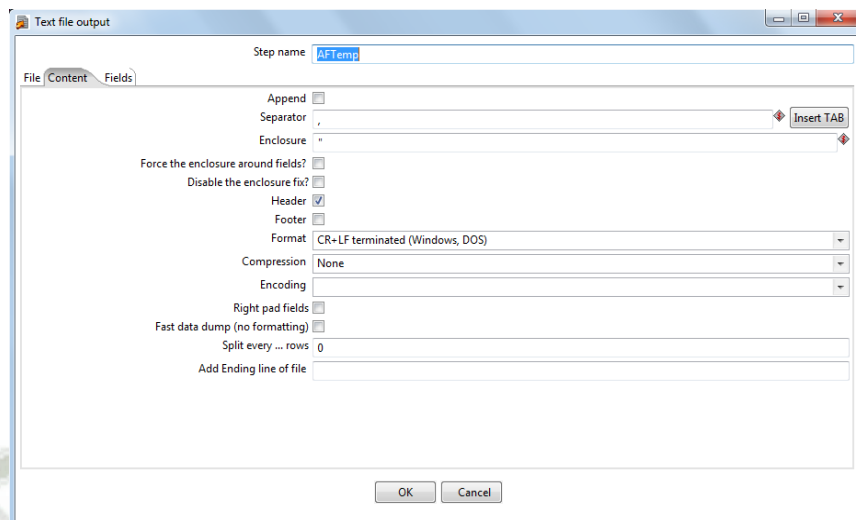 Text file output
Step name AFTemp
File Content Fields
Append
Separator , Insert TAB
Enclosure "
Force the enclosure around fields?
Disable the enclosure fix?
Header
Footer
Format CR+LF terminated (Windows, DOS)
Compression None
Encoding
Right pad fields
Fast data dump (no formatting)
Split every ... rows 0
Add Ending line of file
OK Cancel